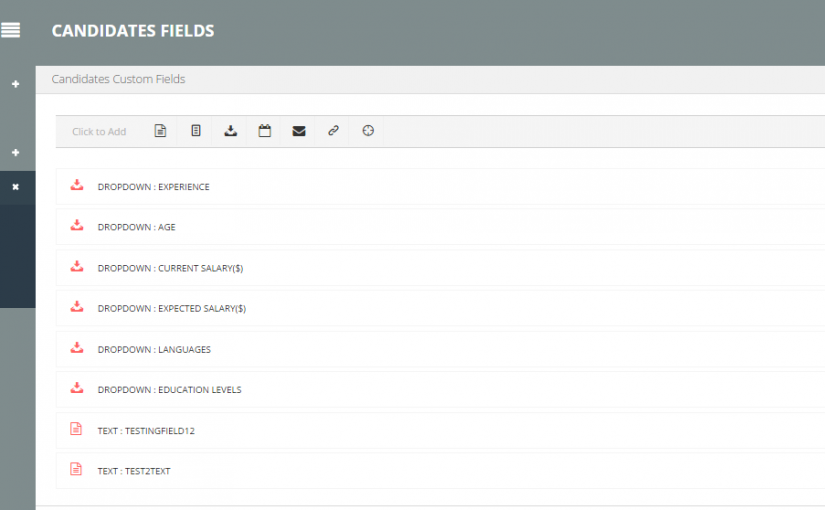 CANDIDATES FIELDS
Candidates Custom Fields
Click to Add
DROPDOWN : EXPERIENCE
DROPDOWN : AGE
DROPDOWN : CURRENT SALARY($)
DROPDOWN : EXPECTED SALARY($)
DROPDOWN : LANGUAGES
DROPDOWN : EDUCATION LEVELS
TEXT : TESTINGFIELD12
TEXT : TEST2TEXT